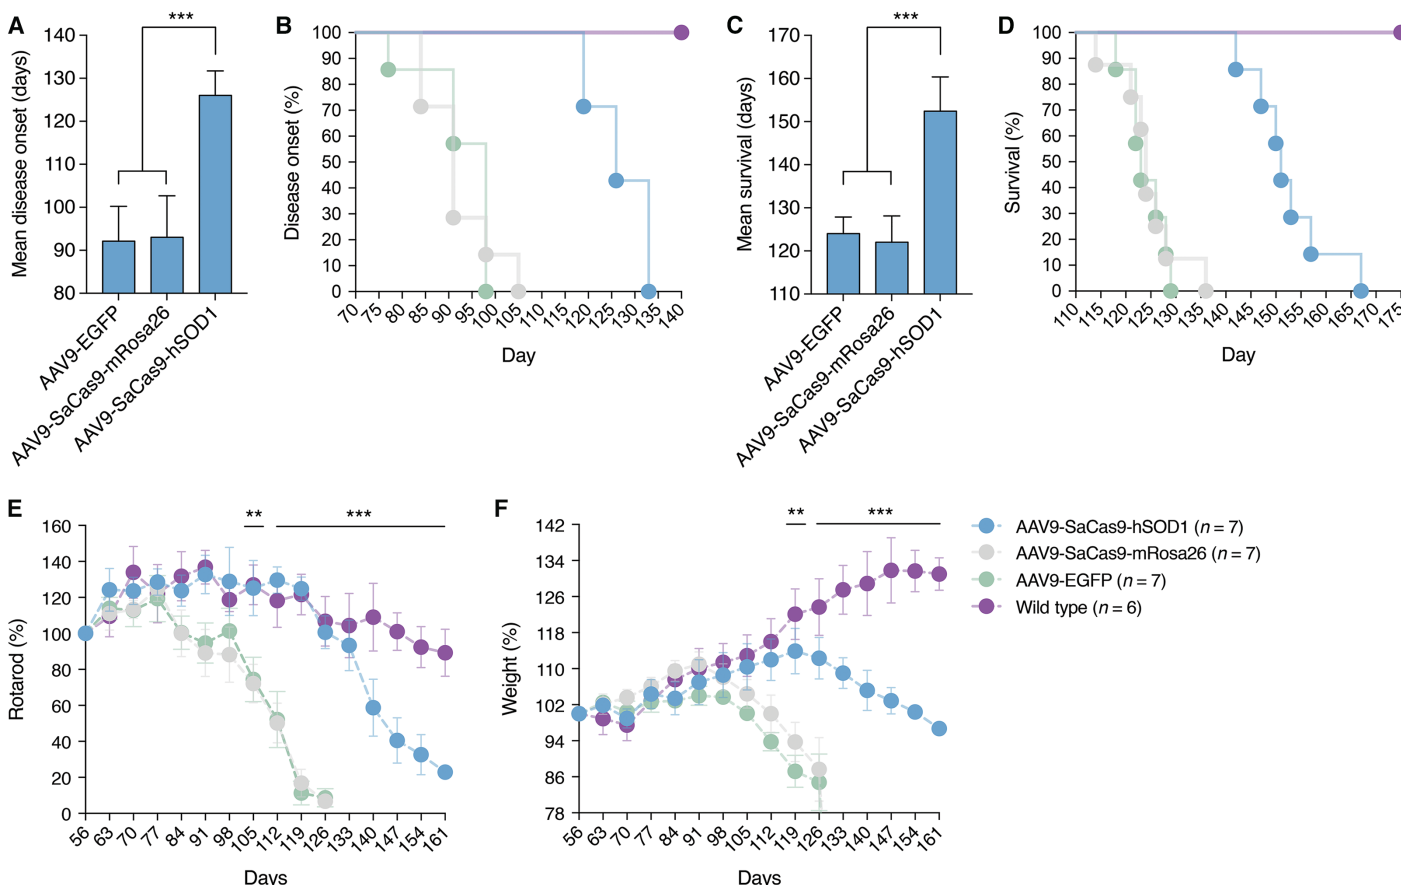 A
***
Mean disease onset (days)
140
130
120
110
100
90
80
AAV9-EGFP
AAV9-SaCas9-mRosa26
AAV9-SaCas9-hSOD1
B
Disease onset (%)
100
90
80
70
60
50
40
30
20
10
0
70 75 80 85 90 95 100 105 110 115 120 125 130 135 140
Day
C
***
Mean survival (days)
170
160
150
140
130
120
110
AAV9-EGFP
AAV9-SaCas9-mRosa26
AAV9-SaCas9-hSOD1
D
Survival (%)
100
90
80
70
60
50
40
30
20
10
0
110 115 120 125 130 135 140 145 150 155 160 165 170 175
Day
E
** ***
Rotarod (%)
160
140
120
100
80
60
40
20
0
56 63 70 77 84 91 98 105 112 119 126 133 140 147 154 161
Days
F
** ***
Weight (%)
142
134
126
118
110
102
94
86
78
56 63 70 77 84 91 98 105 112 119 126 133 140 147 154 161
Days
AAV9-SaCas9-hSOD1 (n = 7)
AAV9-SaCas9-mRosa26 (n = 7)
AAV9-EGFP (n = 7)
Wild type (n = 6)